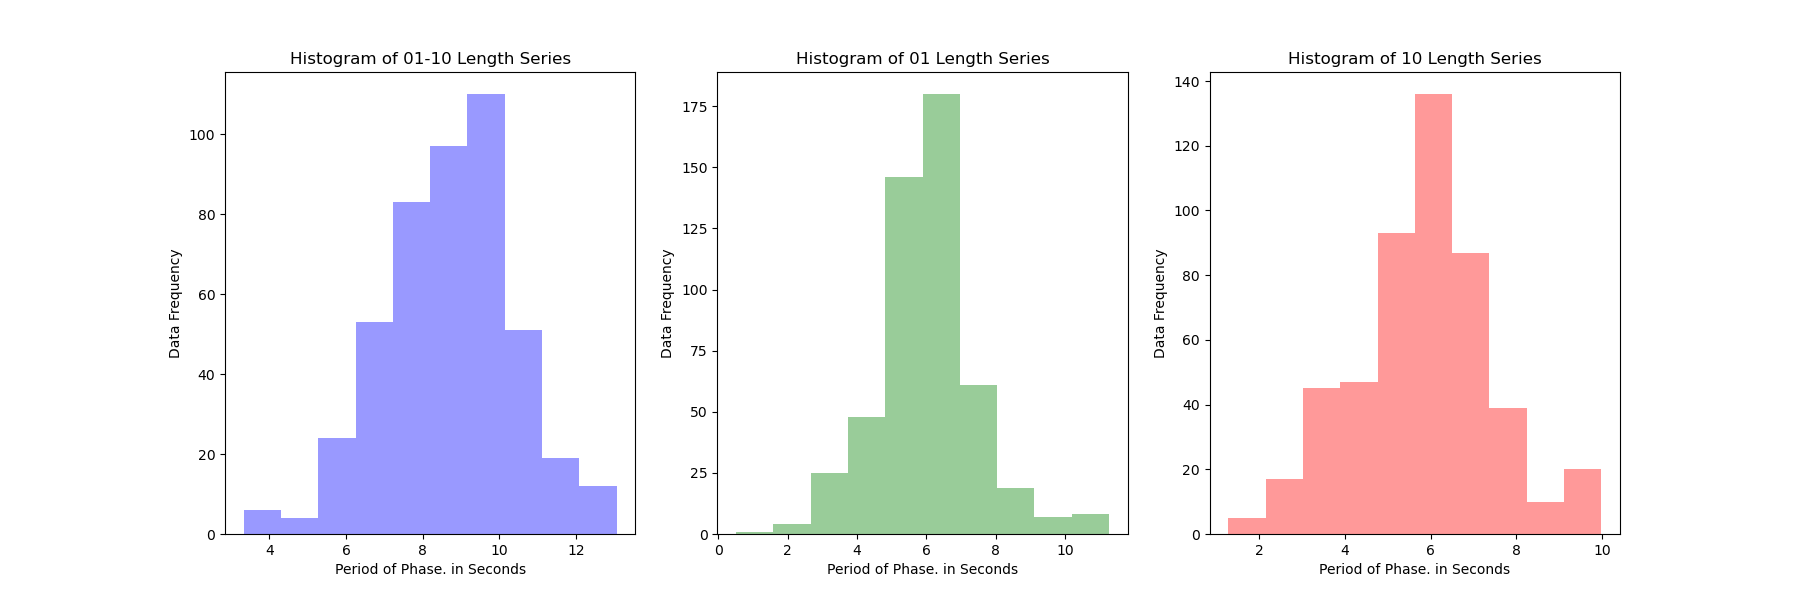 Histogram of 01-10 Length Series
Data Frequency
100
80
60
40
20
0
4 6 8 10 12
Period of Phase. in Seconds
Histogram of 01 Length Series
Data Frequency
175
150
125
100
75
50
25
0
0 2 4 6 8 10
Period of Phase. in Seconds
Histogram of 10 Length Series
Data Frequency
140
120
100
80
60
40
20
0
2 4 6 8 10
Period of Phase. in Seconds